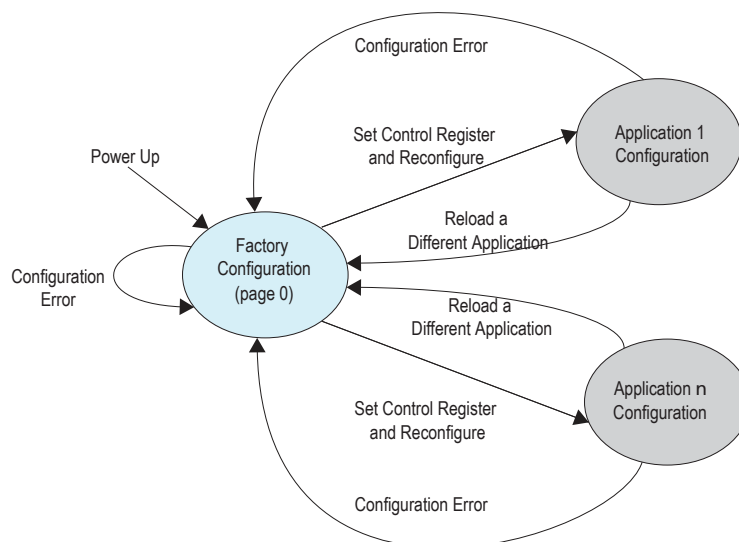 Configuration Error
Set Control Register
and Reconfigure
Application 1
Configuration
Power Up
Reload a
Different Application
Factory
Configuration
(page 0)
Configuration
Error
Reload a
Different Application
Set Control Register
and Reconfigure
Application n
Configuration
Configuration Error